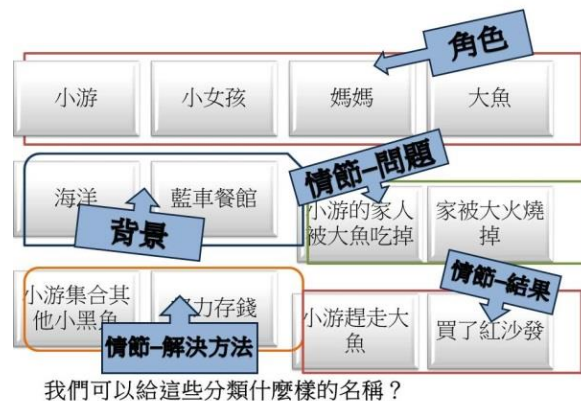 角色
小游
小女孩
媽媽
大魚
海洋
藍車餐館
背景
情節–問題
小游的家人
被大魚吃掉
家被大火燒
掉
小游集合其
他小黑魚
力存錢
情節–解決方法
情節–結果
小游趕走大
魚
買了紅沙發
我們可以給這些分類什麼樣的名稱？